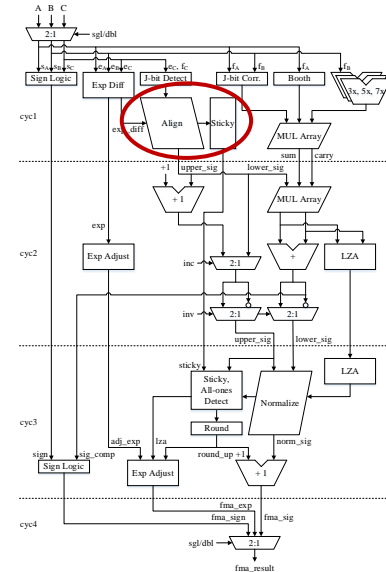 A B C
2:1 sgl/dbl
sA sB sC eA eB eC eC, fC fA fB fA fB
Sign Logic Exp Diff J-bit Detect J-bit Corr. Booth 3x, 5x, 7x
cyc1 exp_diff Align Sticky MUL Array
+1 upper_sig lower_sig sum carry
+ 1 MUL Array
exp
cyc2 Exp Adjust + LZA
inc 2:1
inv 2:1 2:1
upper_sig lower_sig
sticky
Sticky, All-ones Detect Normalize LZA
cyc3 Round
sign sig_comp adj_exp lza round_up +1 norm_sig
Sign Logic Exp Adjust + 1
fma_exp
cyc4 fma_sign fma_sig
sgl/dbl 2:1
fma_result